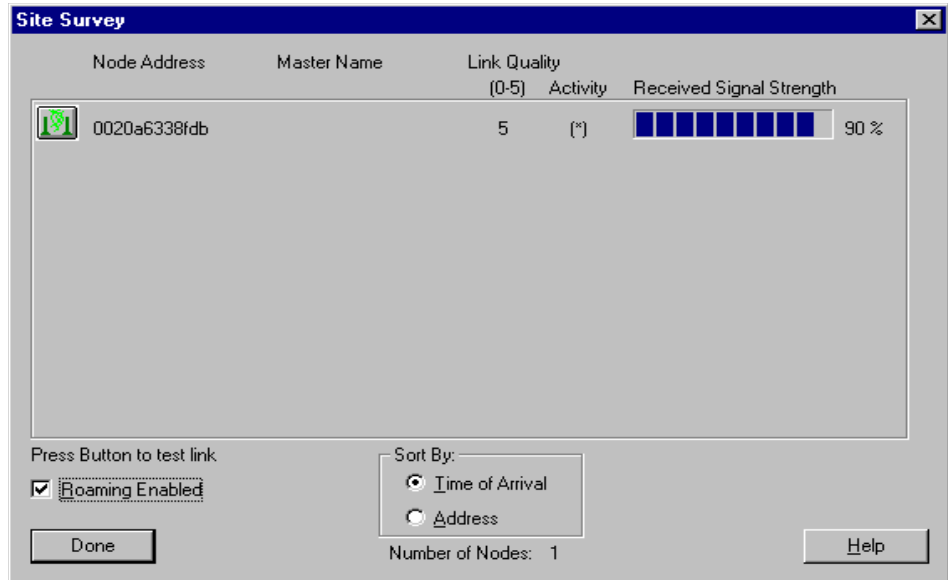 Site Survey
Node Address Master Name Link Quality
(0-5) Activity Received Signal Strength
0020a6338fdb 5 (*) 90 %
Press Button to test link
Sort By:
Roaming Enabled
Time of Arrival
Address
Done
Number of Nodes: 1
Help